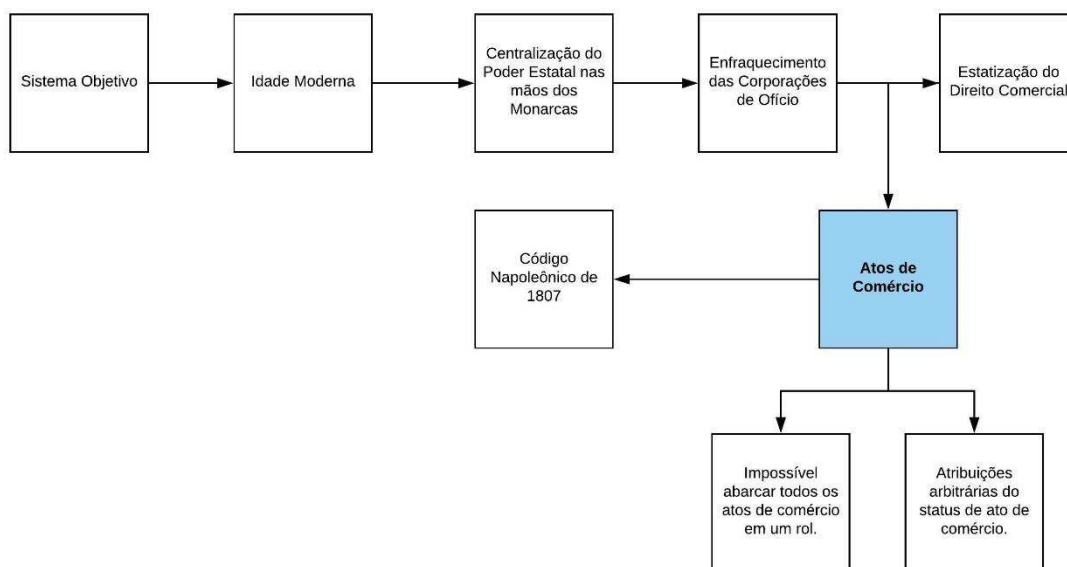 Sistema Objetivo
Idade Moderna
Centralização do
Poder Estatal nas
mãos dos
Monarcas
Enfraquecimento
das Corporações
de Ofício
Estatização do
Direito Comercial
Código
Napoleônico de
1807
Atos de
Comércio
Impossível
abarcar todos os
atos de comércio
em um rol.
Atribuições
arbitrárias do
status de ato de
comércio.